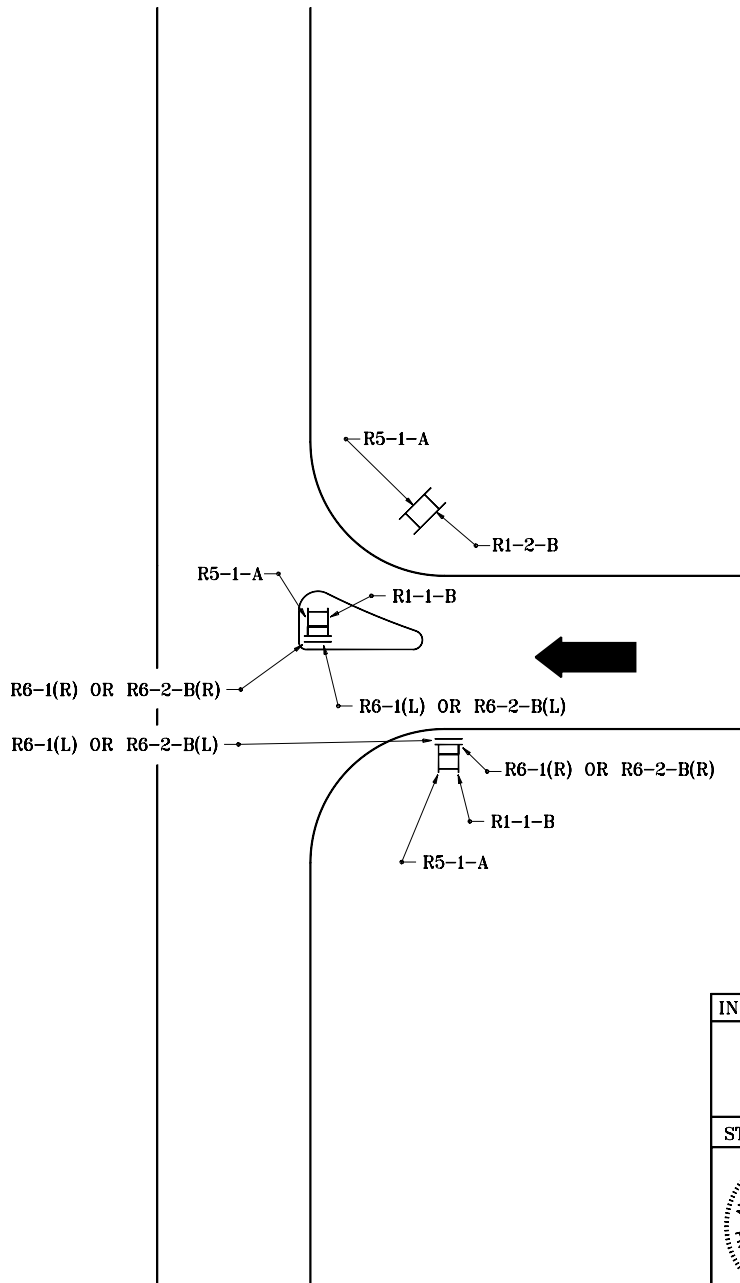 R5-1-A
R1-2-B
R5-1-A
R1-1-B
R6-1(R) OR R6-2-B(R)
R6-1(L) OR R6-2-B(L)
R6-1(L) OR R6-2-B(L)
R6-1(R) OR R6-2-B(R)
R1-1-B
R5-1-A
IN
ST